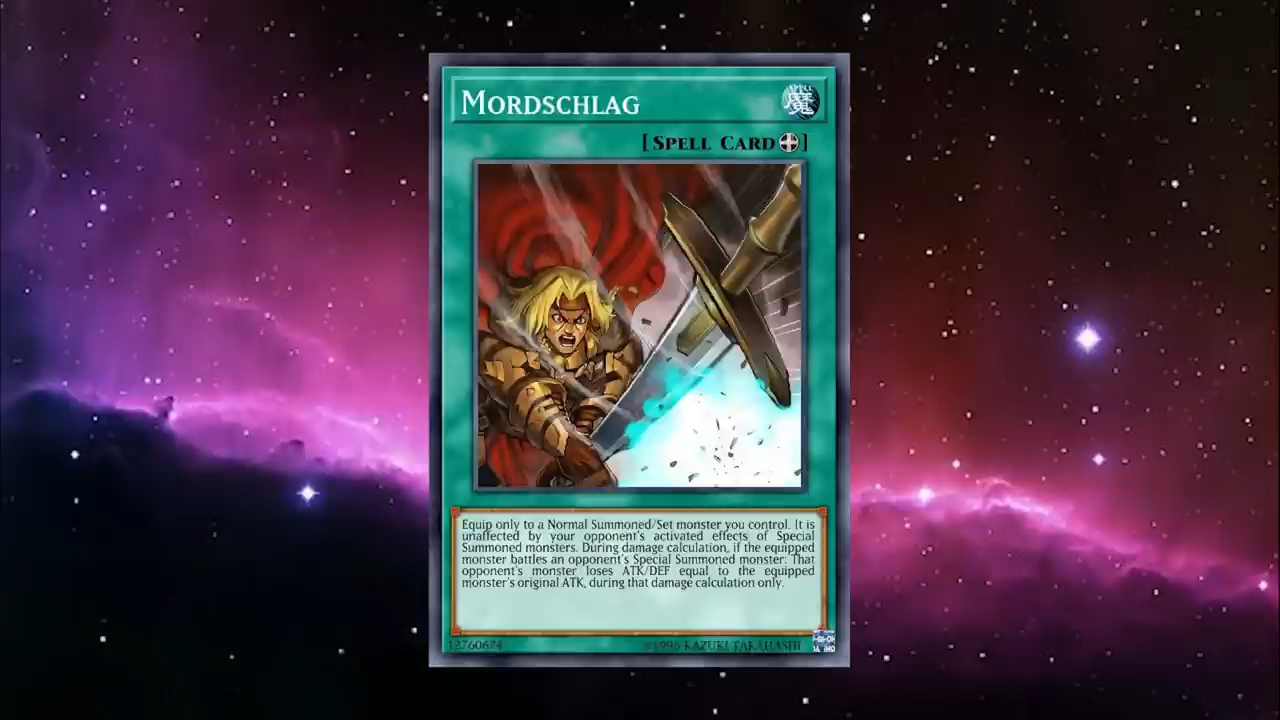 MORDSCHLAG
[SPELL CARD]
Equip only to a Normal Summoned/Set monster you control. It is
unaffected by your opponent's activated effects of Special
Summoned monsters. During damage calculation, if the equipped
monster battles an opponent's Special Summoned monster: That
opponent's monster loses ATK/DEF equal to the equipped
monster's original ATK, during that damage calculation only.
12760674
©1996 KAZUKI TAKAHASHI